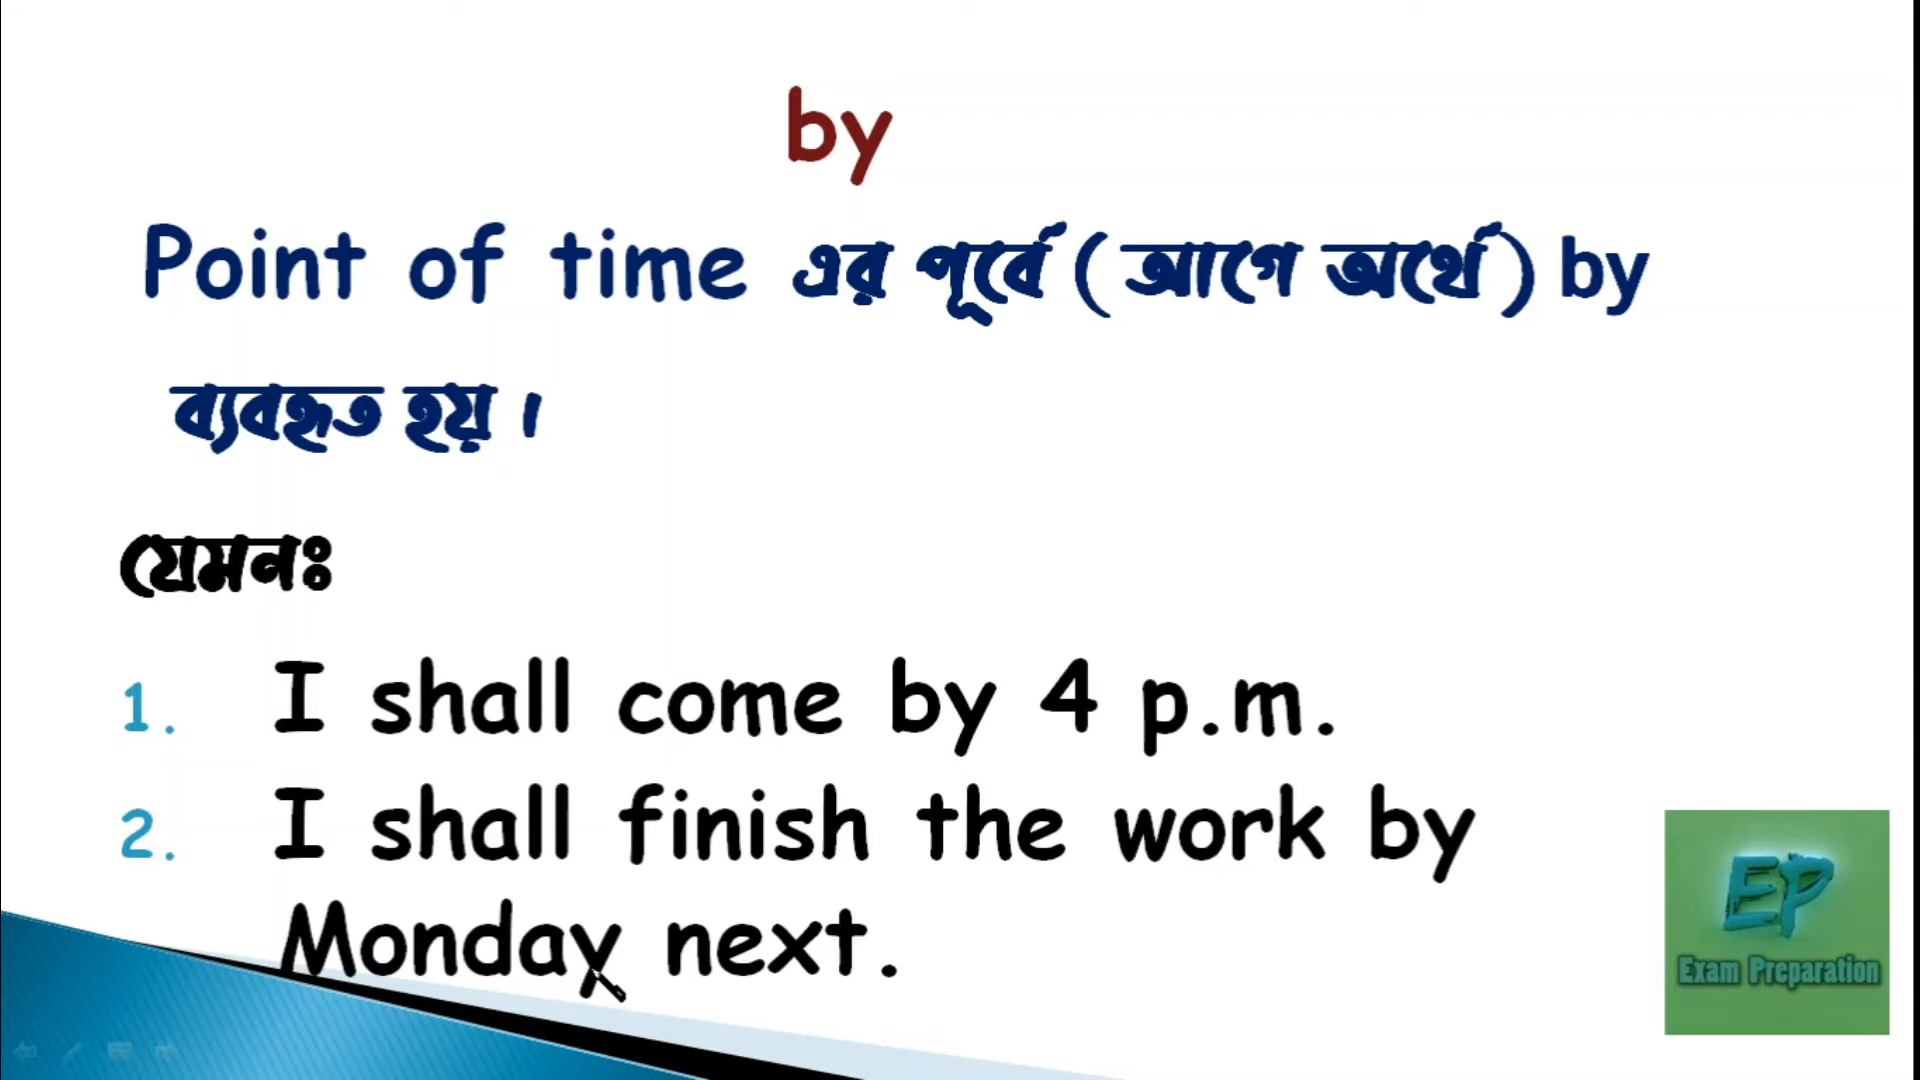 by
Point of time এর পূর্বে ( আগে অর্থে ) by
ব্যবহৃত হয় ।
যেমনঃ
1. I shall come by 4 p.m.
2. I shall finish the work by
Monday next.
EP
Exam Preparation